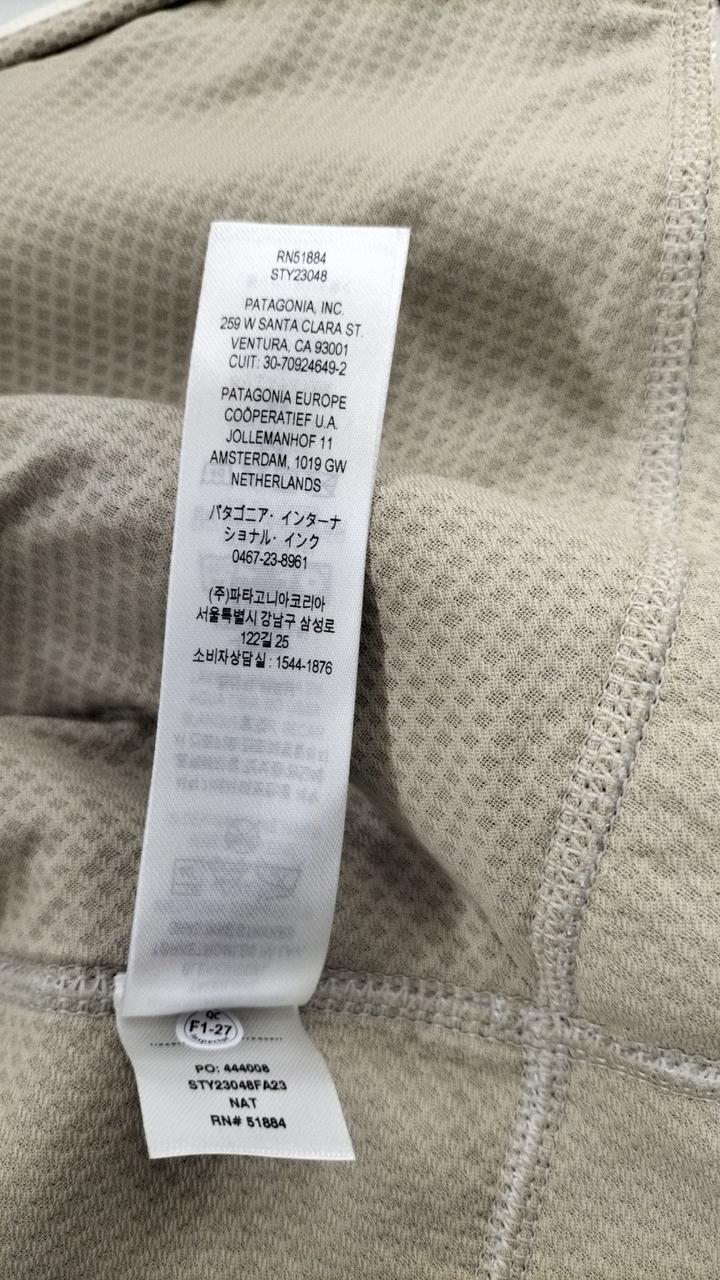 RN51884
STY23048
PATAGONIA, INC.
259 W SANTA CLARA ST.
VENTURA, CA 93001
CUIT: 30-70924649-2
PATAGONIA EUROPE
COÖPERATIEF U.A.
JOLLEMANHOF 11
AMSTERDAM, 1019 GW
NETHERLANDS
パタゴニア・インターナ
ショナル・インク
0467-23-8961
(주)파타고니아코리아
서울특별시 강남구 삼성로
122길 25
소비자상담실 : 1544-1876
QC
F1-27
Inspector
PO: 444008
STY23048FA23
NAT
RN# 51884